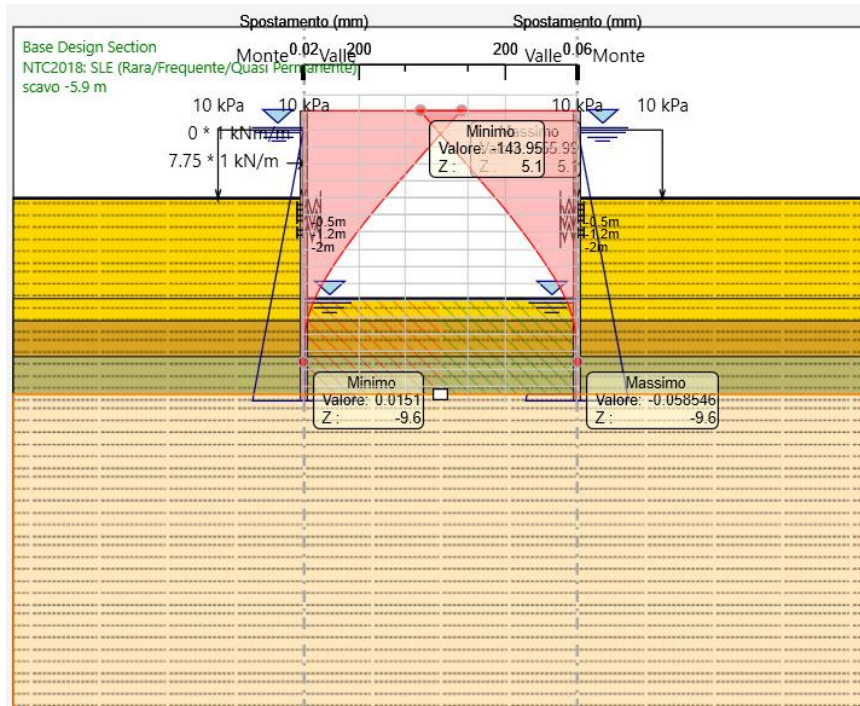 Spostamento (mm)
Spostamento (mm)
Base Design Section
NTC2018: SLE (Rara/Frequente/Quasi Permanente)
scavo -5.9 m
Monte
0.02
Valle
200
200
Valle
0.06
Monte
10 kPa
10 kPa
10 kPa
10 kPa
0 * 1 kNm/m
7.75 * 1 kN/m
Minimo
Massimo
Valore: -143.95
Z : 5.1
-0.5m
-1.2m
-2m
-0.5m
-1.2m
-2m
Minimo
Valore: 0.0151
Z : -9.6
Massimo
Valore: -0.058546
Z : -9.6